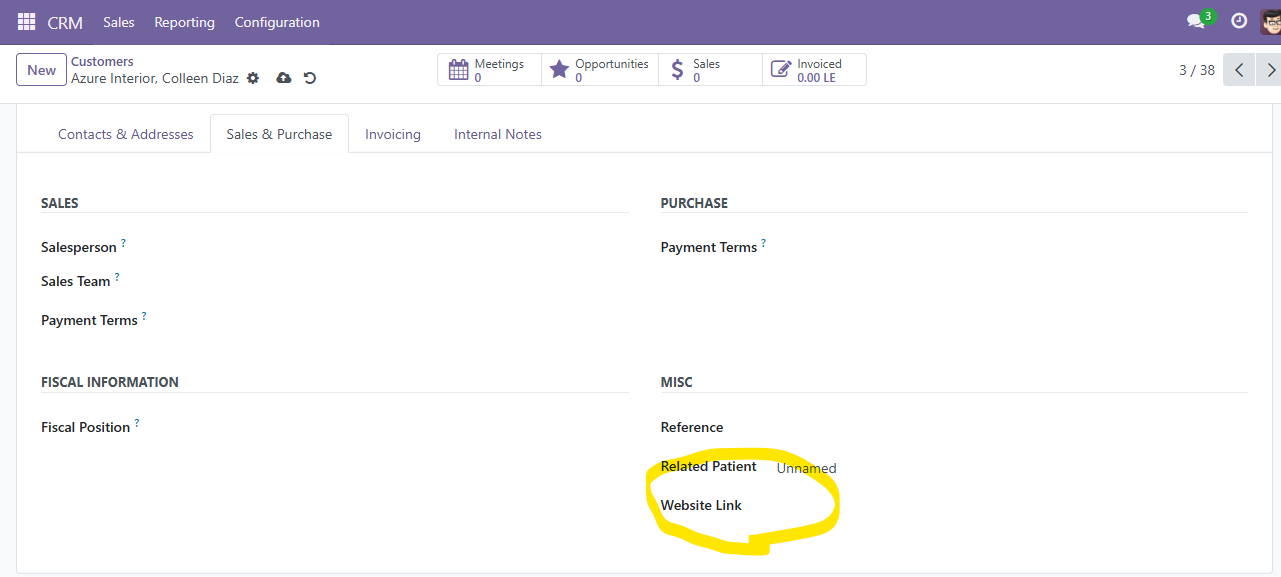 CRM Sales Reporting Configuration 3
New Customers
Azure Interior, Colleen Diaz
Meetings 0
Opportunities 0
Sales 0
Invoiced 0.00 LE
3 / 38
Contacts & Addresses Sales & Purchase Invoicing Internal Notes
SALES
Salesperson ?
Sales Team ?
Payment Terms ?
PURCHASE
Payment Terms ?
FISCAL INFORMATION
Fiscal Position ?
MISC
Reference
Related Patient Unnamed
Website Link